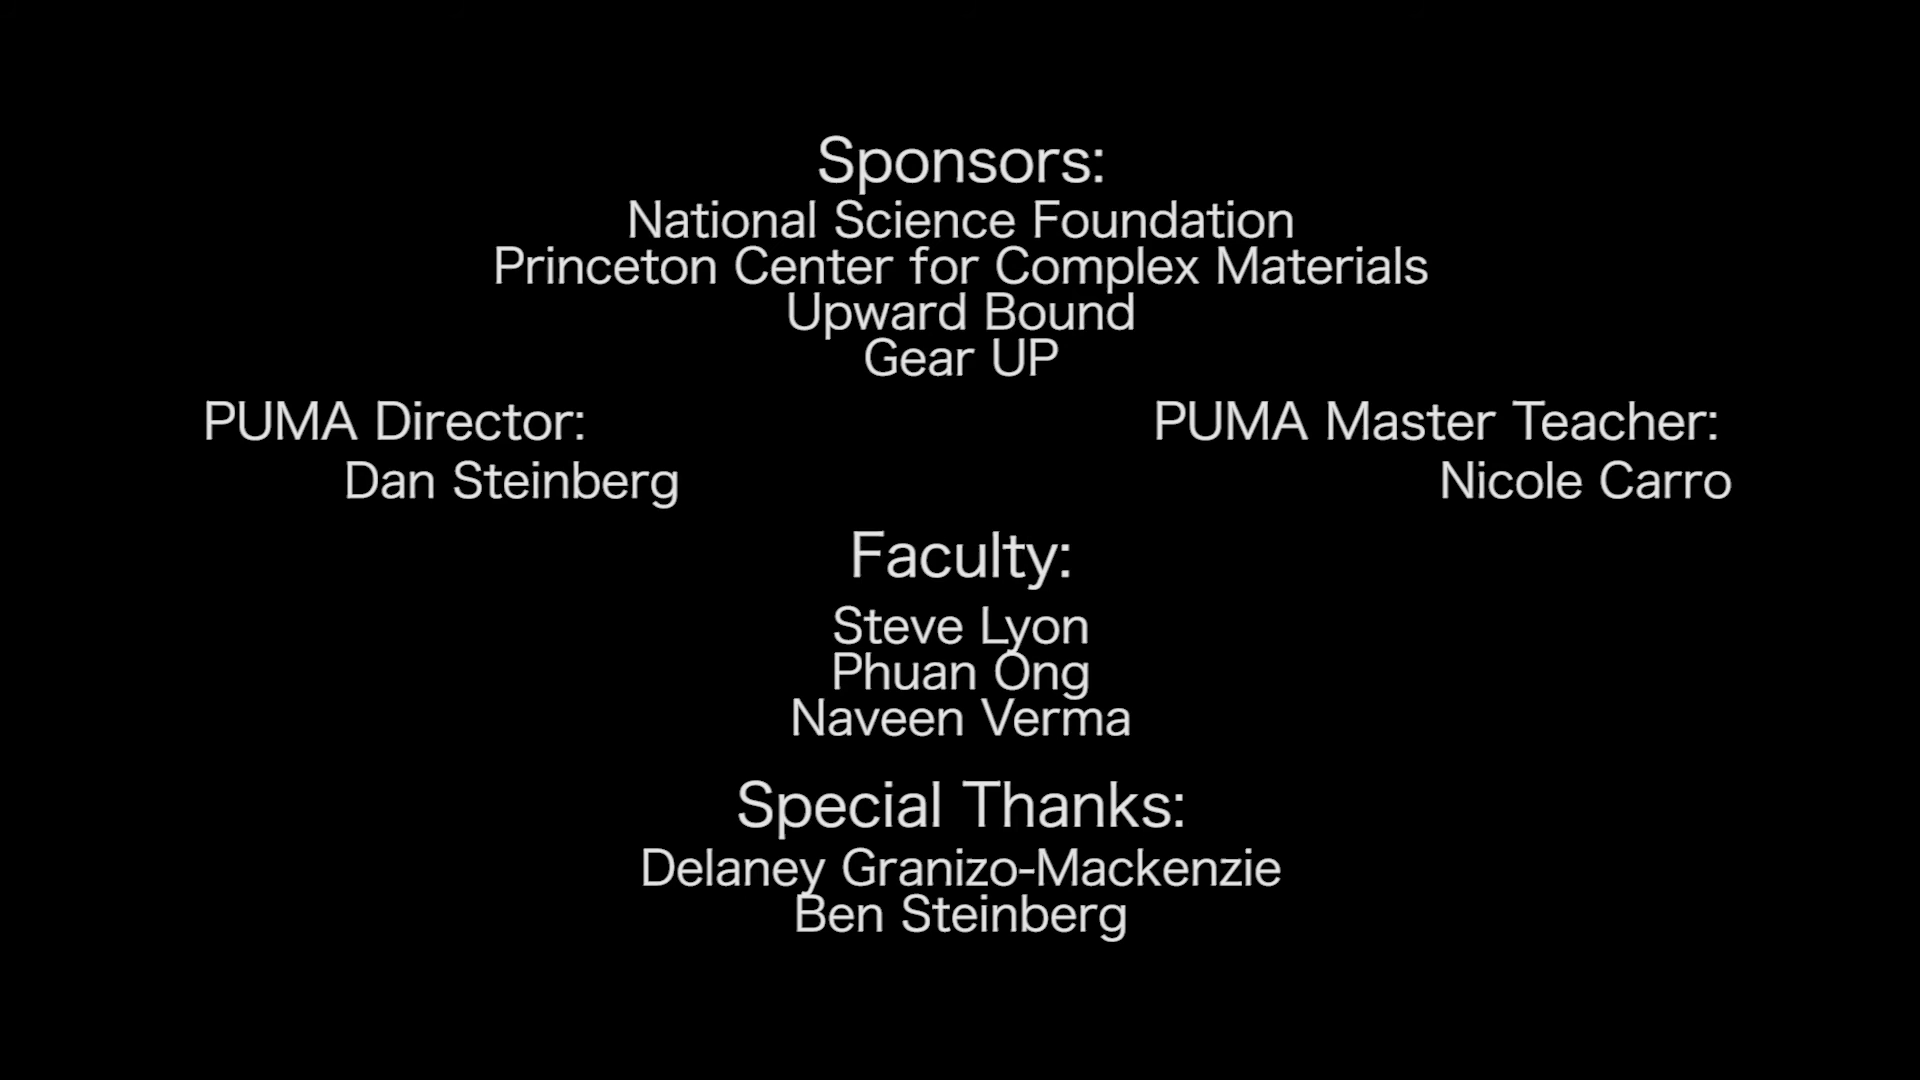 Sponsors:
National Science Foundation
Princeton Center for Complex Materials
Upward Bound
Gear UP
PUMA Director:
Dan Steinberg
PUMA Master Teacher:
Nicole Carro
Faculty:
Steve Lyon
Phuan Ong
Naveen Verma
Special Thanks:
Delaney Granizo-Mackenzie
Ben Steinberg